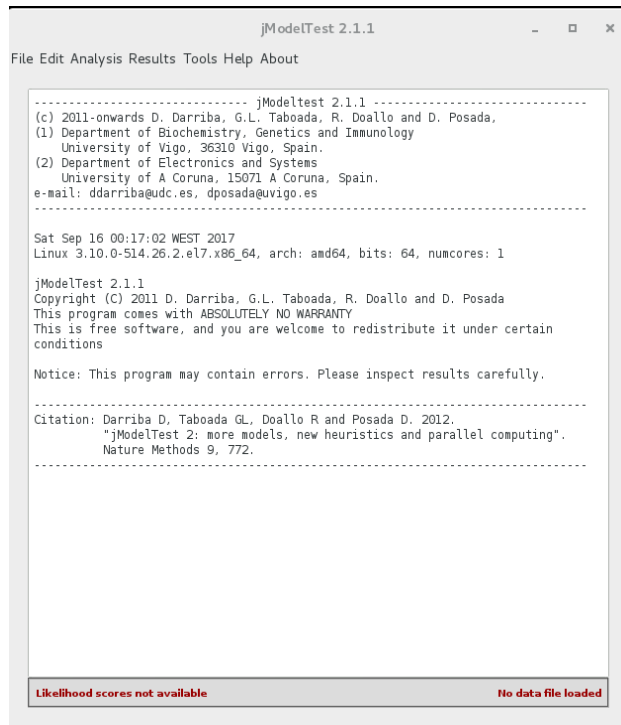 jModelTest 2.1.1
File Edit Analysis Results Tools Help About
------------------------------- jModeltest 2.1.1 -------------------------------
(c) 2011-onwards D. Darriba, G.L. Taboada, R. Doallo and D. Posada,
(1) Department of Biochemistry, Genetics and Immunology
University of Vigo, 36310 Vigo, Spain.
(2) Department of Electronics and Systems
University of A Coruna, 15071 A Coruna, Spain.
e-mail: ddarriba@udc.es, dposada@uvigo.es
--------------------------------------------------------------------------------
Sat Sep 16 00:17:02 WEST 2017
Linux 3.10.0-514.26.2.el7.x86_64, arch: amd64, bits: 64, numcores: 1
jModelTest 2.1.1
Copyright (C) 2011 D. Darriba, G.L. Taboada, R. Doallo and D. Posada
This program comes with ABSOLUTELY NO WARRANTY
This is free software, and you are welcome to redistribute it under certain
conditions
Notice: This program may contain errors. Please inspect results carefully.
--------------------------------------------------------------------------------
Citation: Darriba D, Taboada GL, Doallo R and Posada D. 2012.
"jModelTest 2: more models, new heuristics and parallel computing".
Nature Methods 9, 772.
--------------------------------------------------------------------------------
Likelihood scores not available No data file loaded